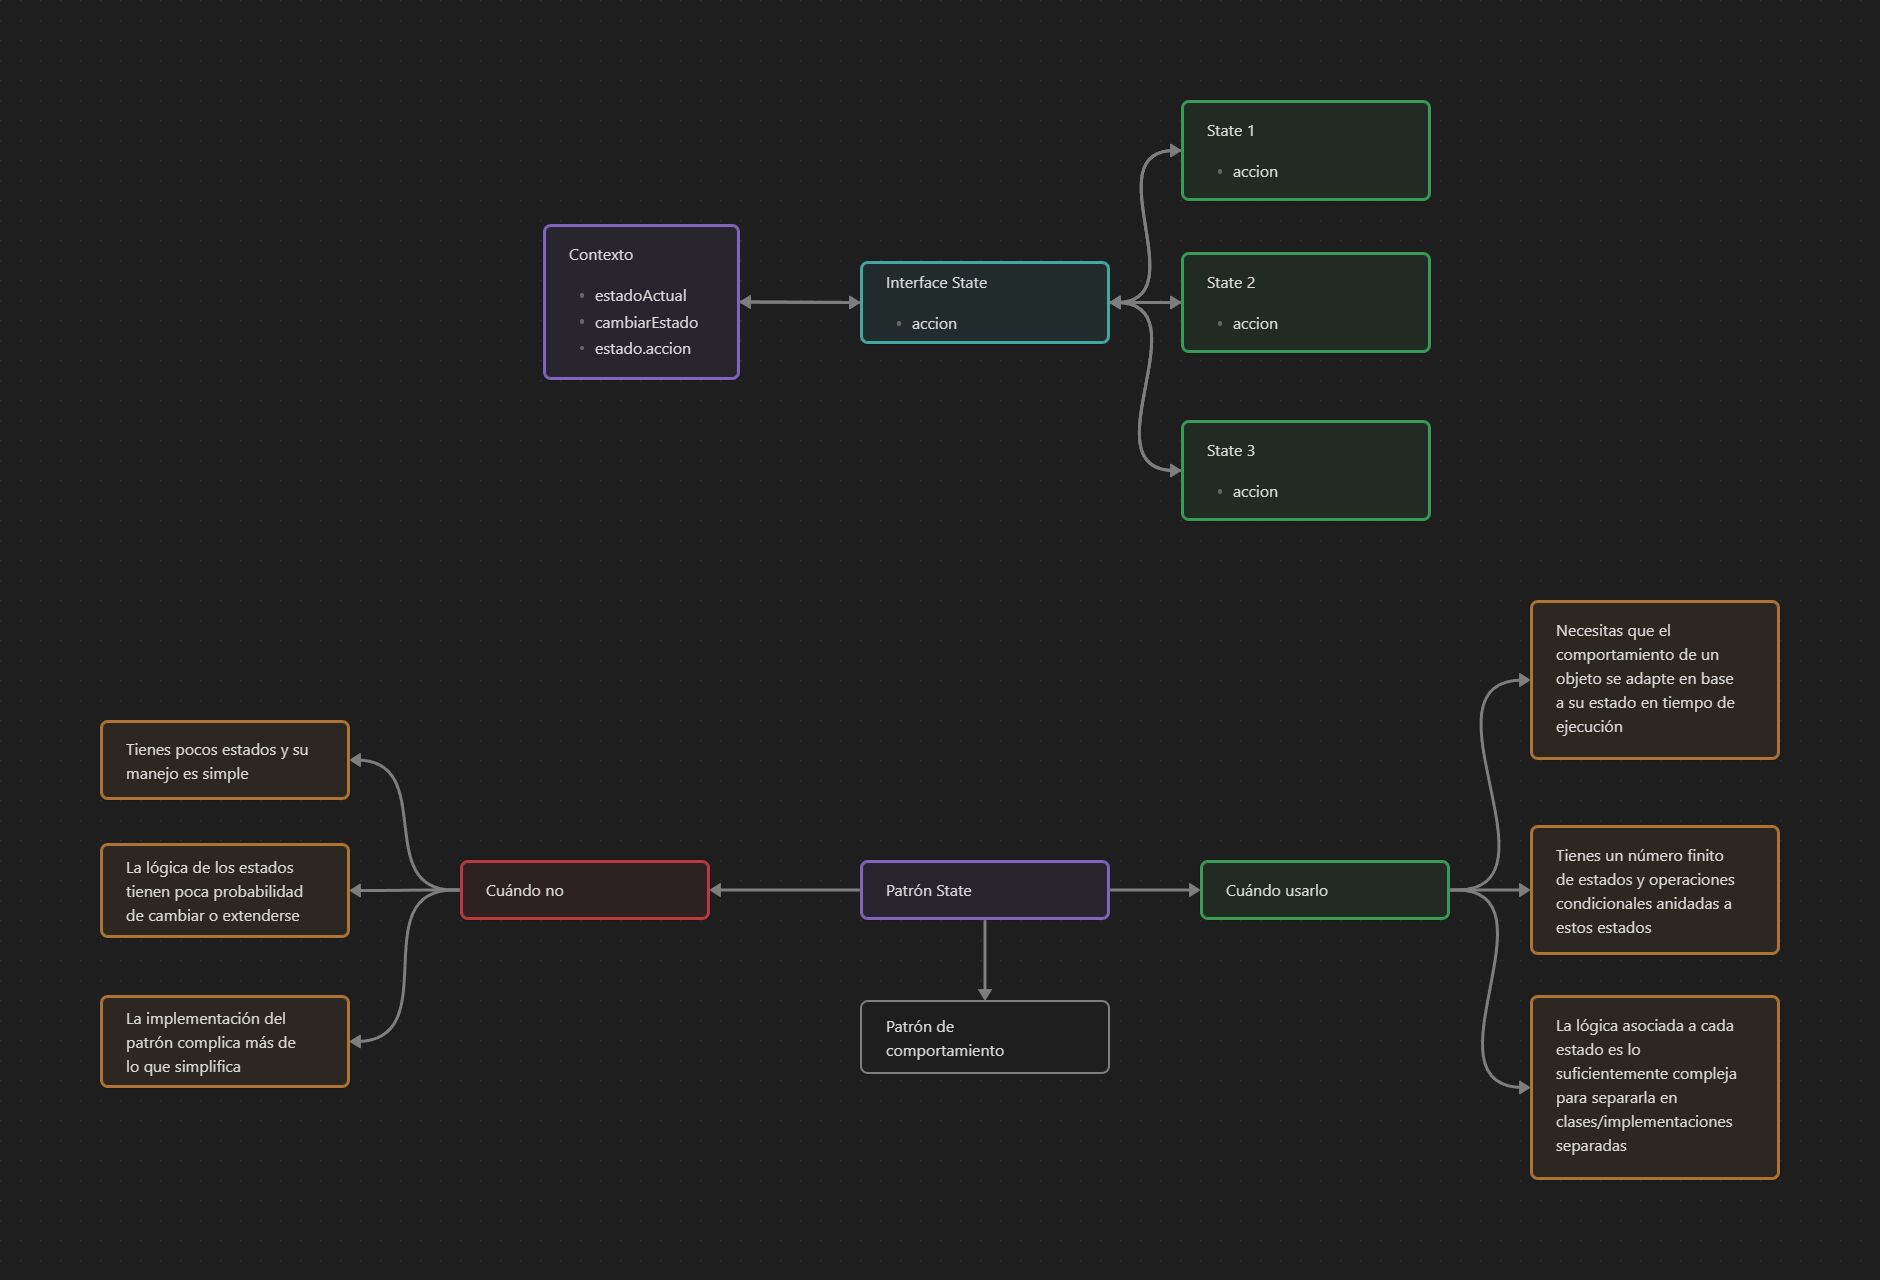 State 1
accion
Contexto
estadoActual
cambiarEstado
estado.accion
Interface State
accion
State 2
accion
State 3
accion
Necesitas que el
comportamiento de un
objeto se adapte en base
a su estado en tiempo de
ejecución
Tienes pocos estados y su
manejo es simple
La lógica de los estados
tienen poca probabilidad
de cambiar o extenderse
La implementación del
patrón complica más de
lo que simplifica
Cuándo no
Patrón State
Cuándo usarlo
Patrón de
comportamiento
Tienes un número finito
de estados y operaciones
condicionales anidadas a
estos estados
La lógica asociada a cada
estado es lo
suficientemente compleja
para separarla en
clases/implementaciones
separadas